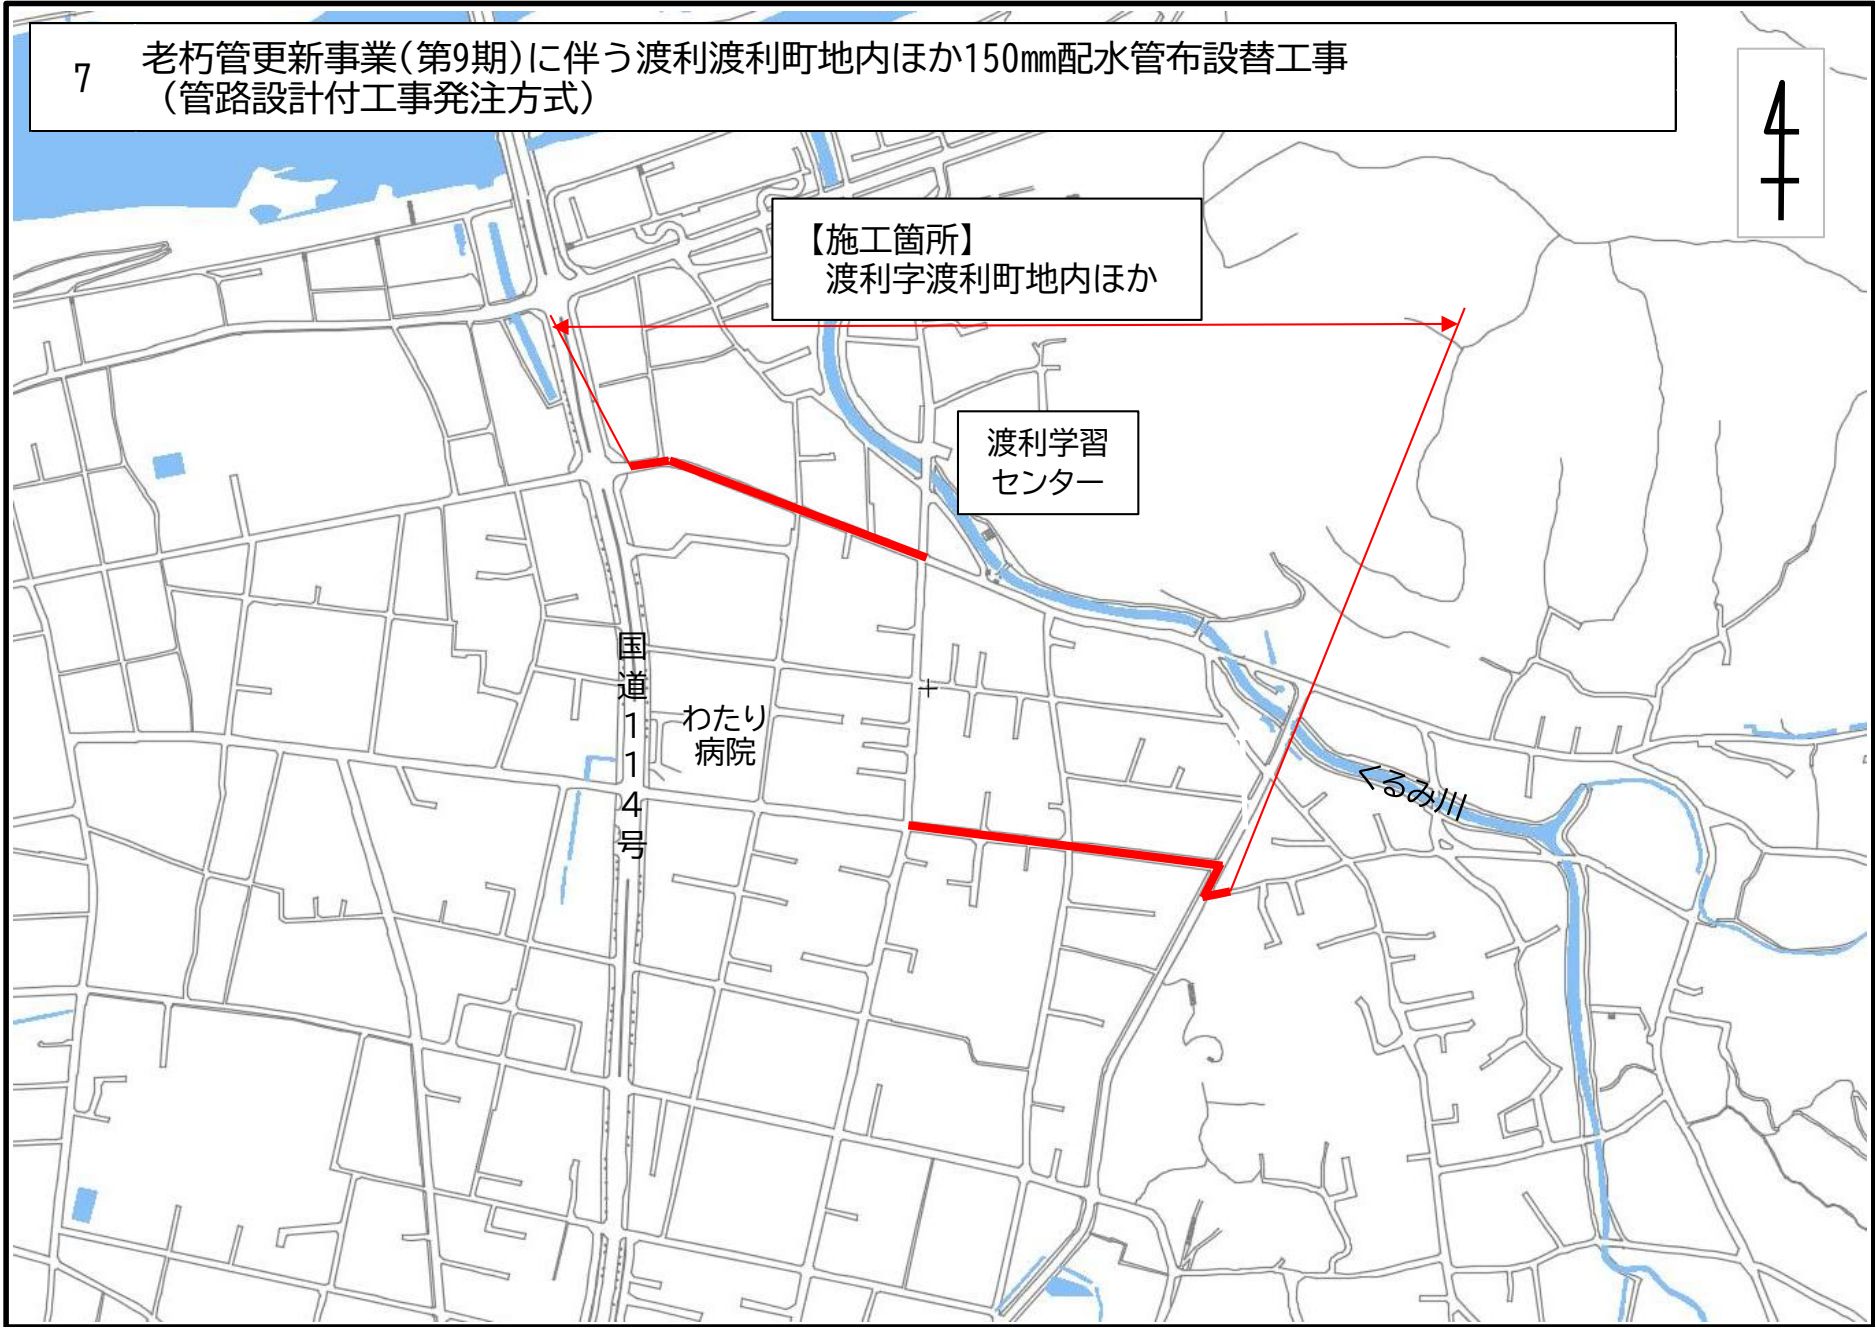 7
老朽管更新事業(第9期)に伴う渡利渡利町地内ほか150mm配水管布設替工事
（管路設計付工事発注方式）
【施工箇所】
渡利字渡利町地内ほか
渡利学習
センター
国道114号
わたり
病院
くるみ川